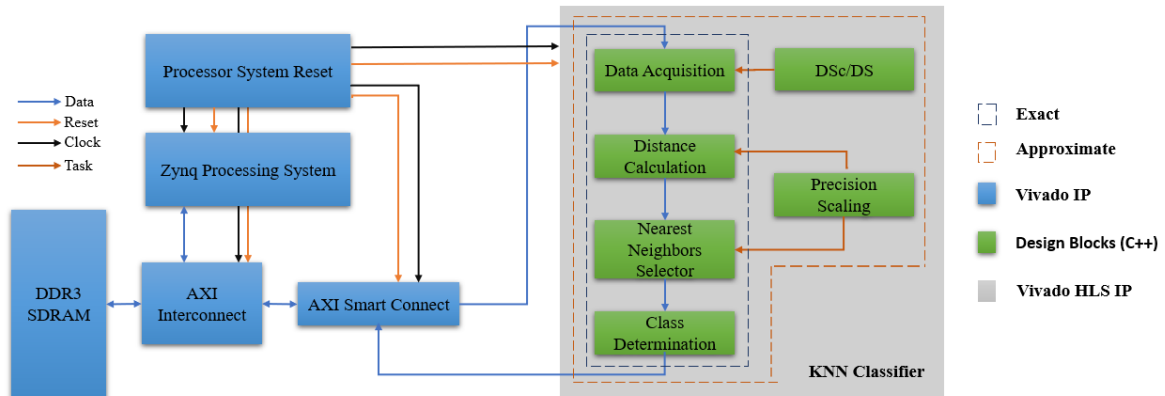 Processor System Reset
Data
Reset
Clock
Task
Zynq Processing System
DDR3
SDRAM
AXI
Interconnect
AXI Smart Connect
Data Acquisition
DSc/DS
Distance
Calculation
Precision
Scaling
Nearest
Neighbors
Selector
Class
Determination
KNN Classifier
Exact
Approximate
Vivado IP
Design Blocks (C++)
Vivado HLS IP